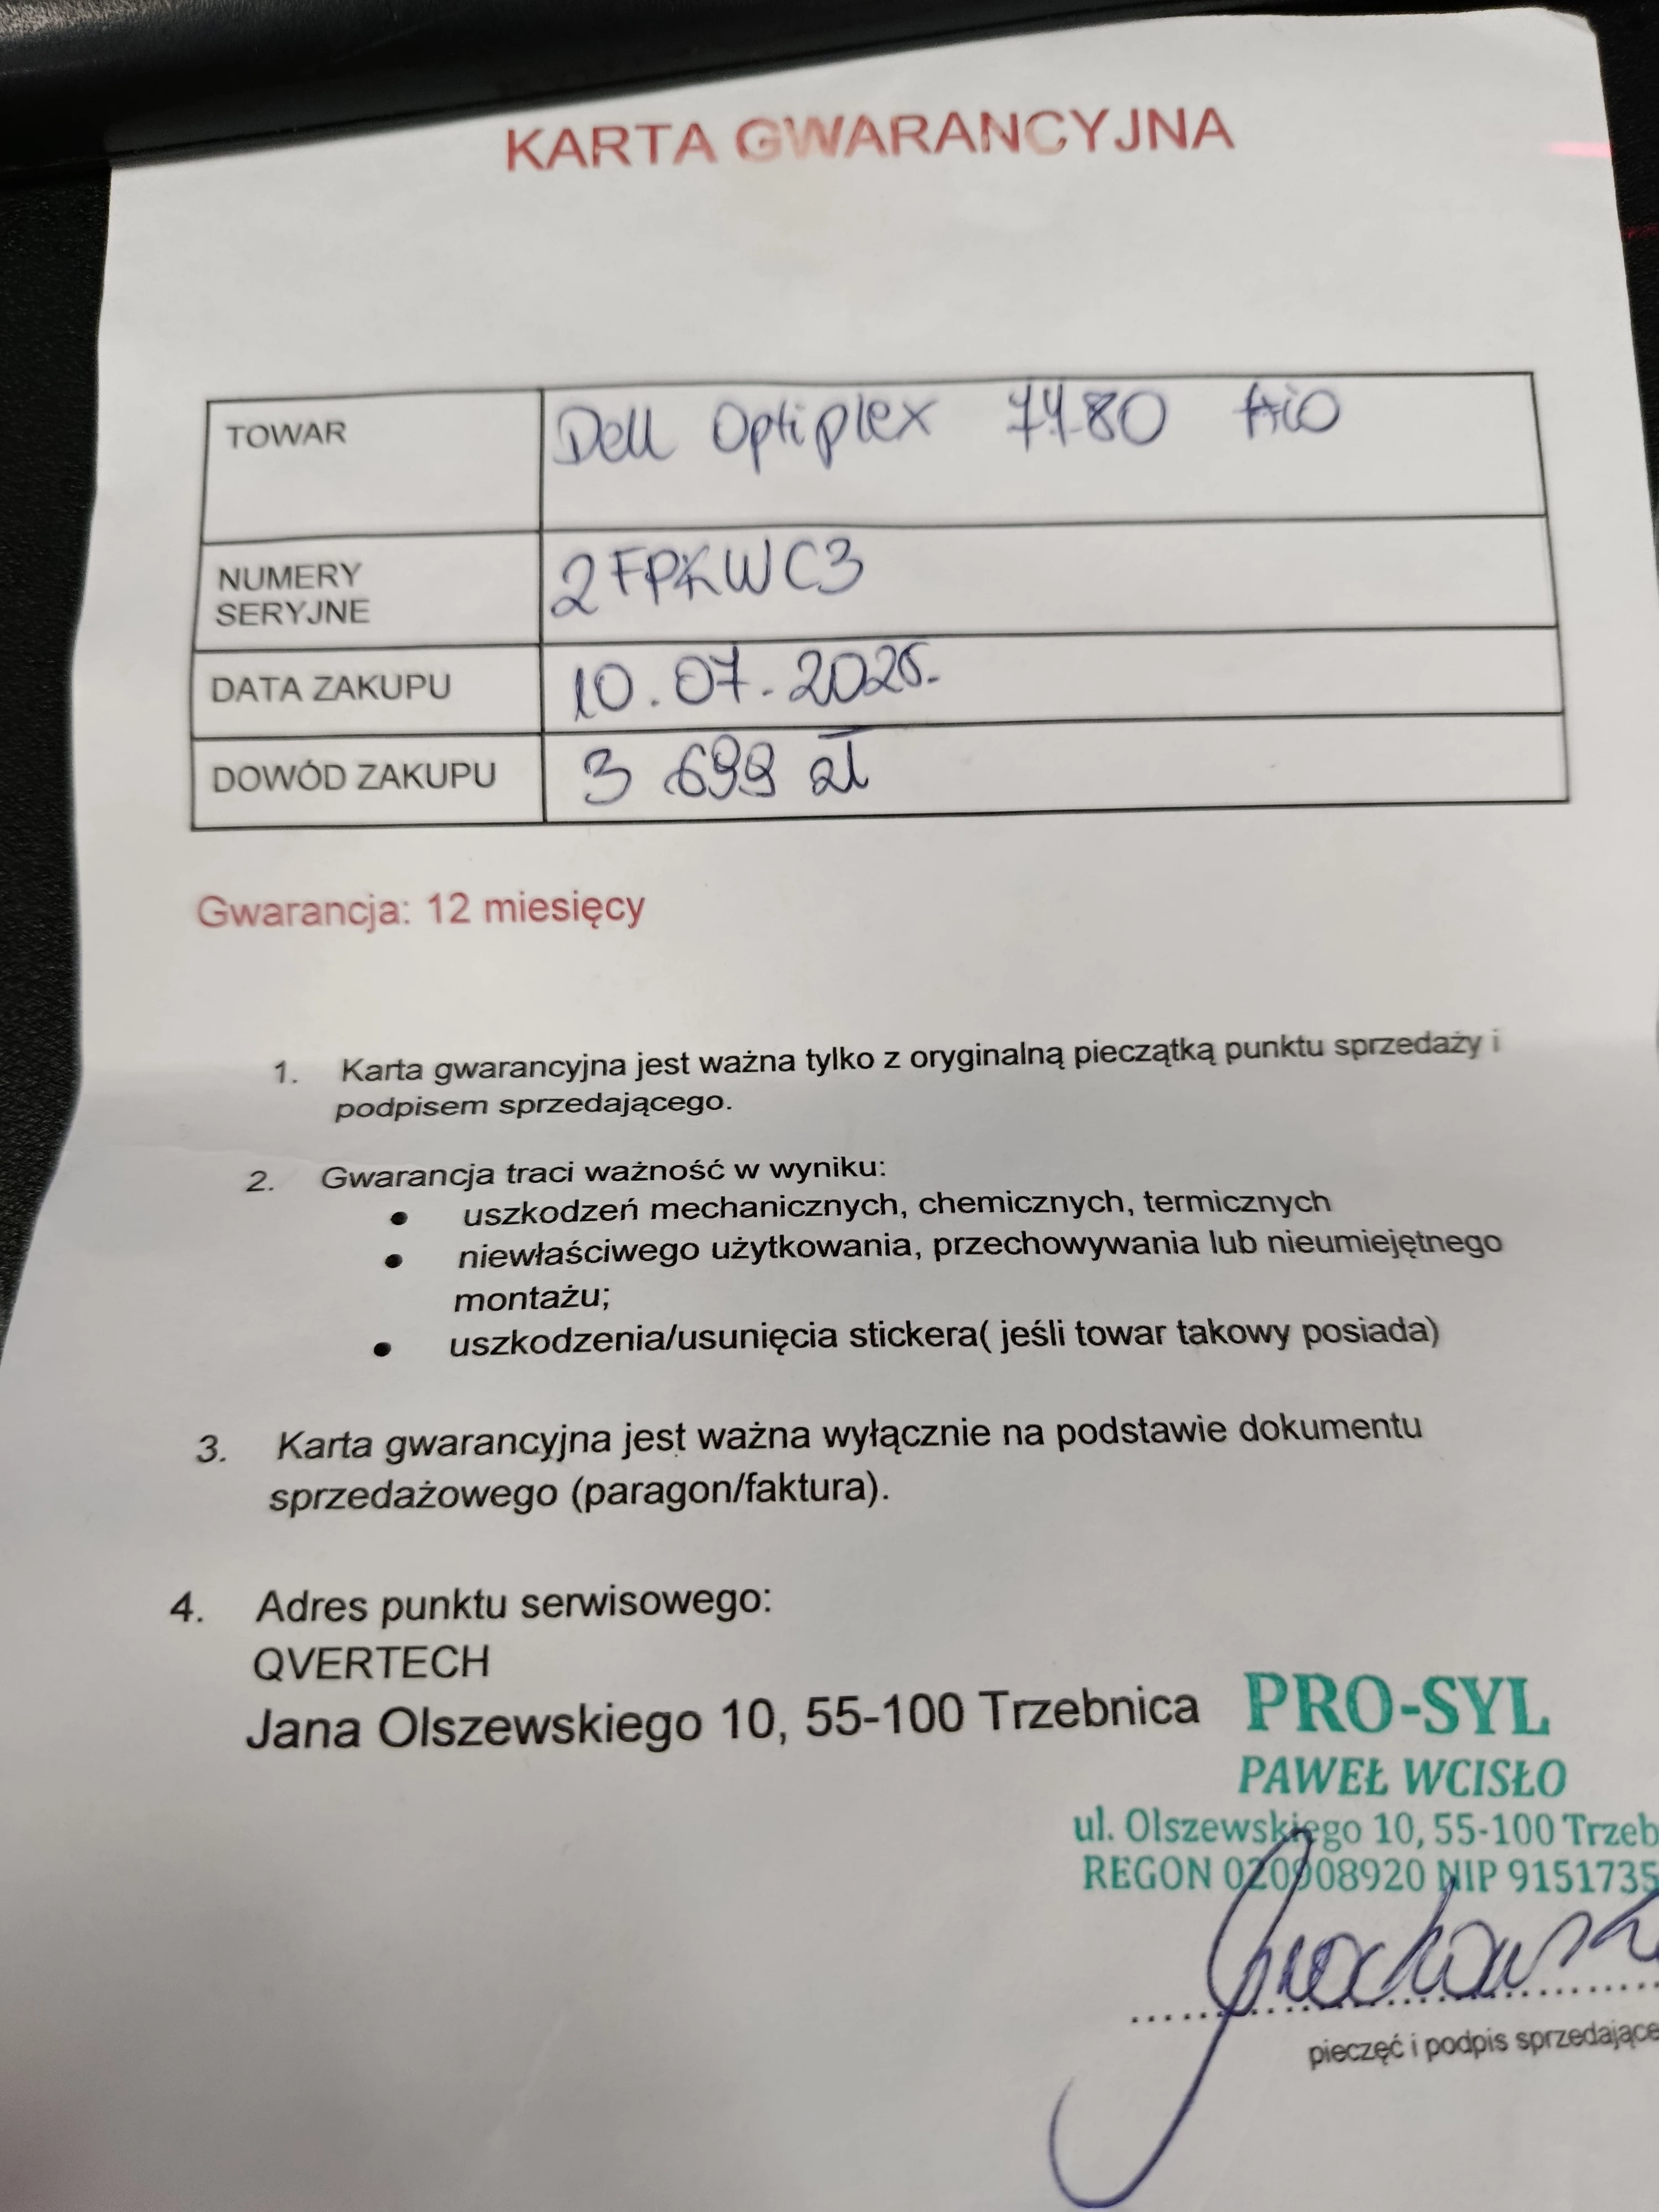 KARTA GWARANCYJNA
TOWAR
Dell Optiplex 7480 AiO
NUMERY
SERYJNE
2FPKWC3
DATA ZAKUPU
10.07.2025.
DOWÓD ZAKUPU
3 699 zł
Gwarancja: 12 miesięcy
1. Karta gwarancyjna jest ważna tylko z oryginalną pieczątką punktu sprzedaży i
podpisem sprzedającego.
2. Gwarancja traci ważność w wyniku:
• uszkodzeń mechanicznych, chemicznych, termicznych
• niewłaściwego użytkowania, przechowywania lub nieumiejętnego
montażu;
• uszkodzenia/usunięcia stickera( jeśli towar takowy posiada)
3. Karta gwarancyjna jest ważna wyłącznie na podstawie dokumentu
sprzedażowego (paragon/faktura).
4. Adres punktu serwisowego:
QVERTECH
Jana Olszewskiego 10, 55-100 Trzebnica
PRO-SYL
PAWEŁ WCISŁO
ul. Olszewskiego 10, 55-100 Trzeb
REGON 020908920 NIP 9151735
pieczęć i podpis sprzedające